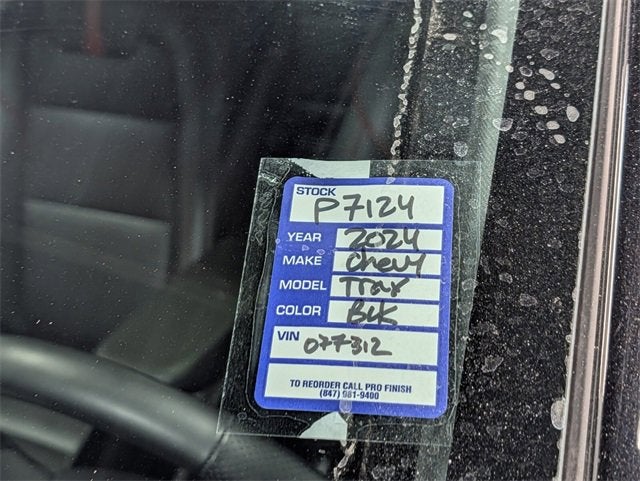 STOCK
P7124
YEAR 2024
MAKE Chevy
MODEL Trax
COLOR BLK
VIN 077312
TO REORDER CALL PRO FINISH
(847) 981-9400